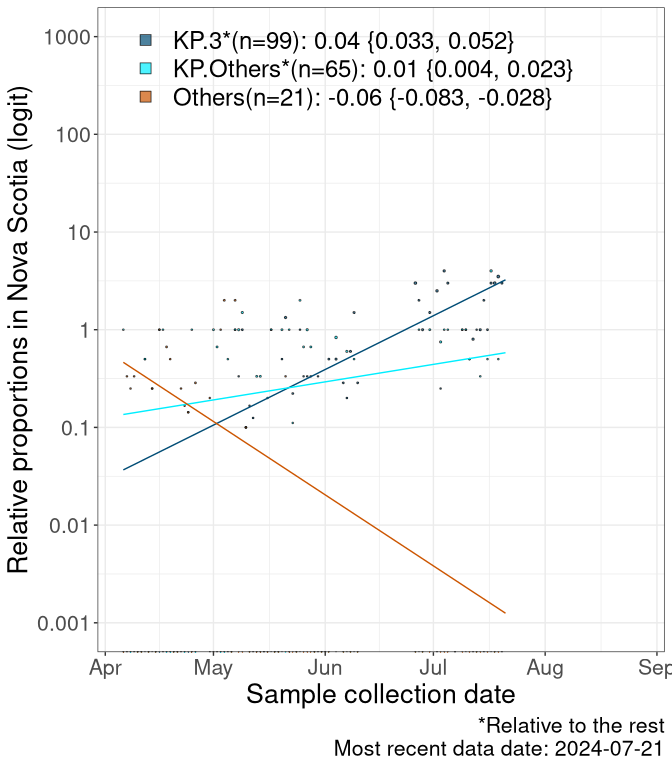 KP.3*(n=99): 0.04 {0.033, 0.052}
KP.Others*(n=65): 0.01 {0.004, 0.023}
Others(n=21): -0.06 {-0.083, -0.028}
Relative proportions in Nova Scotia (logit)
1000
100
10
1
0.1
0.01
0.001
Apr May Jun Jul Aug Sep
Sample collection date
*Relative to the rest
Most recent data date: 2024-07-21